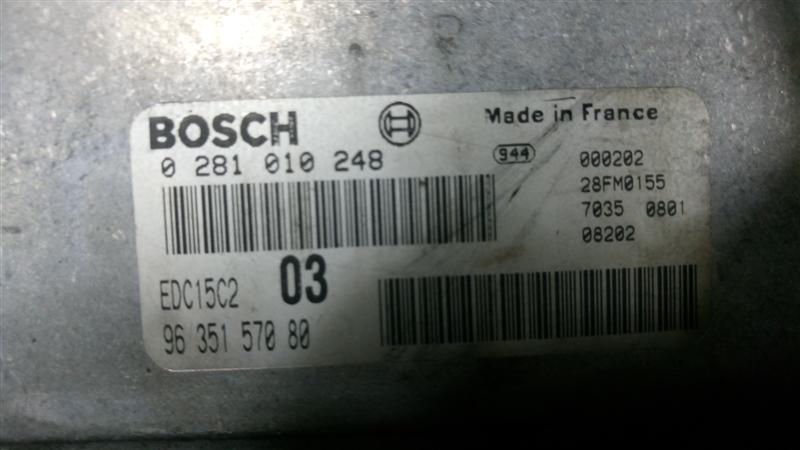 BOSCH
Made in France
0 281 010 248
944
000202
28FM0155
7035 0801
08202
EDC15C2 03
96 351 570 80